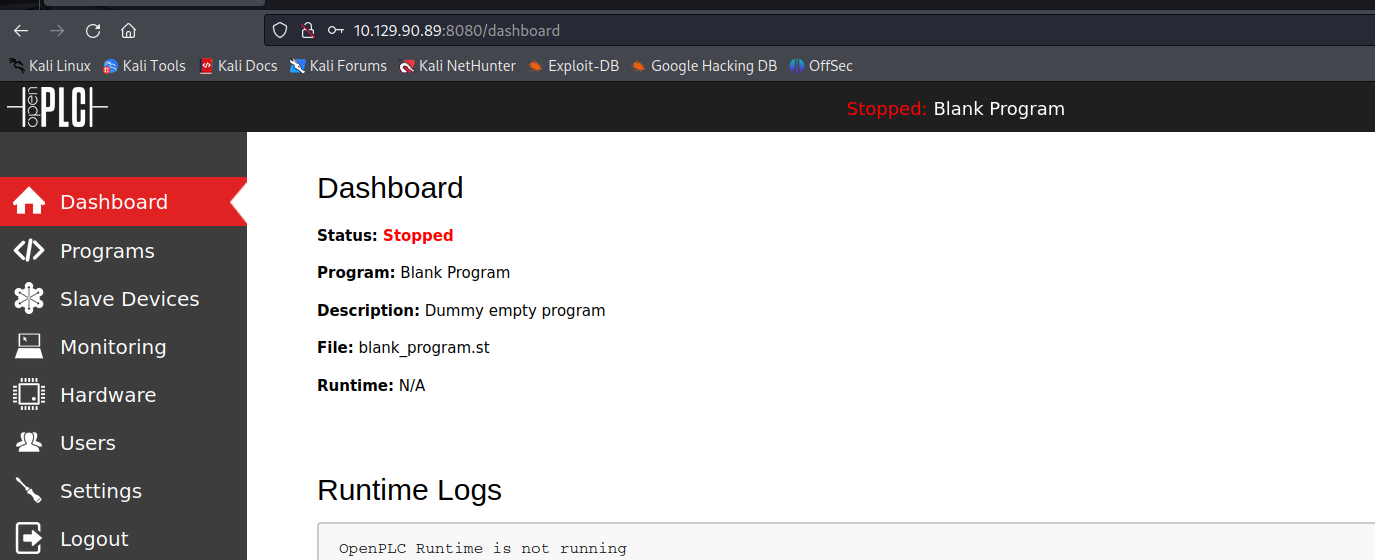 10.129.90.89:8080/dashboard
Kali Linux Kali Tools Kali Docs Kali Forums Kali NetHunter Exploit-DB Google Hacking DB OffSec
open PLC
Stopped: Blank Program
Dashboard
Programs
Slave Devices
Monitoring
Hardware
Users
Settings
Logout
Dashboard
Status: Stopped
Program: Blank Program
Description: Dummy empty program
File: blank_program.st
Runtime: N/A
Runtime Logs
OpenPLC Runtime is not running